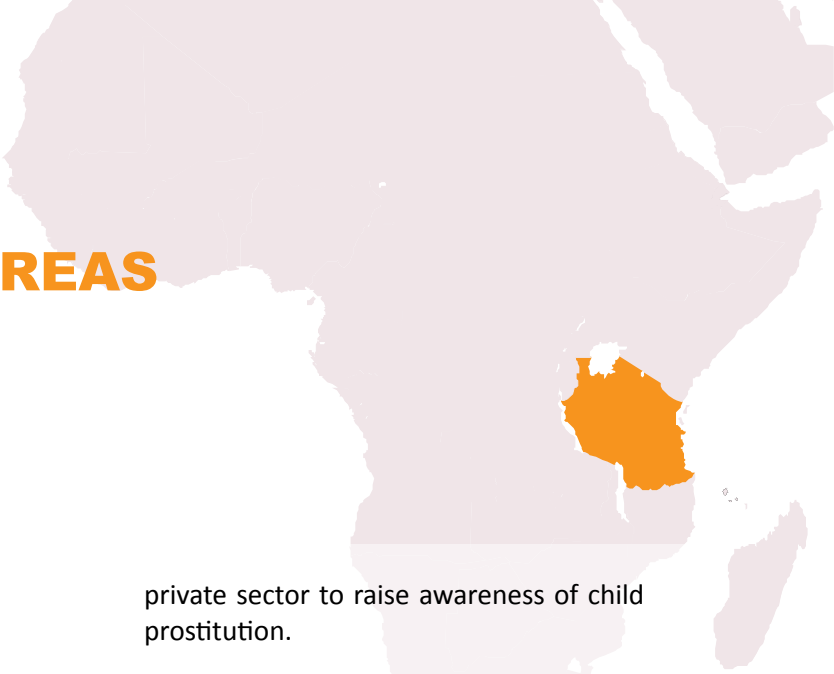 REAS
private sector to raise awareness of child
prostitution.